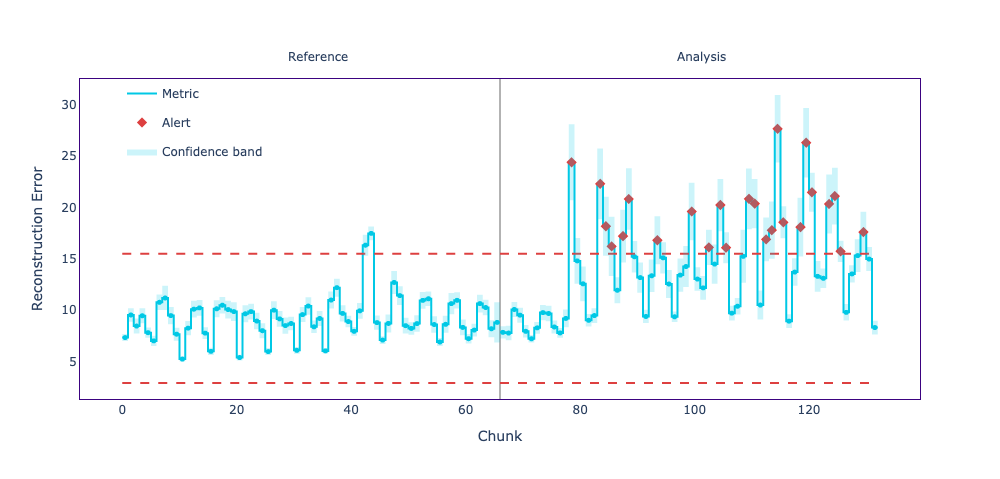 Reference Analysis
Metric
Alert
Confidence band
Reconstruction Error
30
25
20
15
10
5
0 20 40 60 80 100 120
Chunk